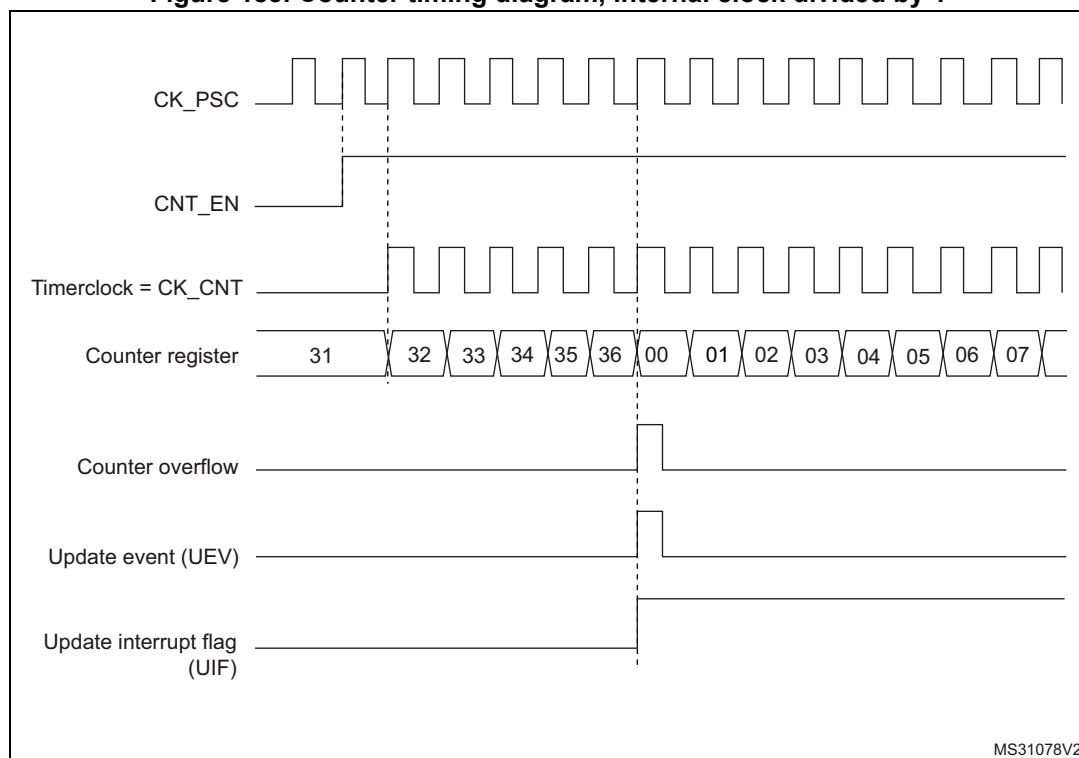 CK_PSC
CNT_EN
Timerclock = CK_CNT
Counter register 31 32 33 34 35 36 00 01 02 03 04 05 06 07
Counter overflow
Update event (UEV)
Update interrupt flag
(UIF)
MS31078V2